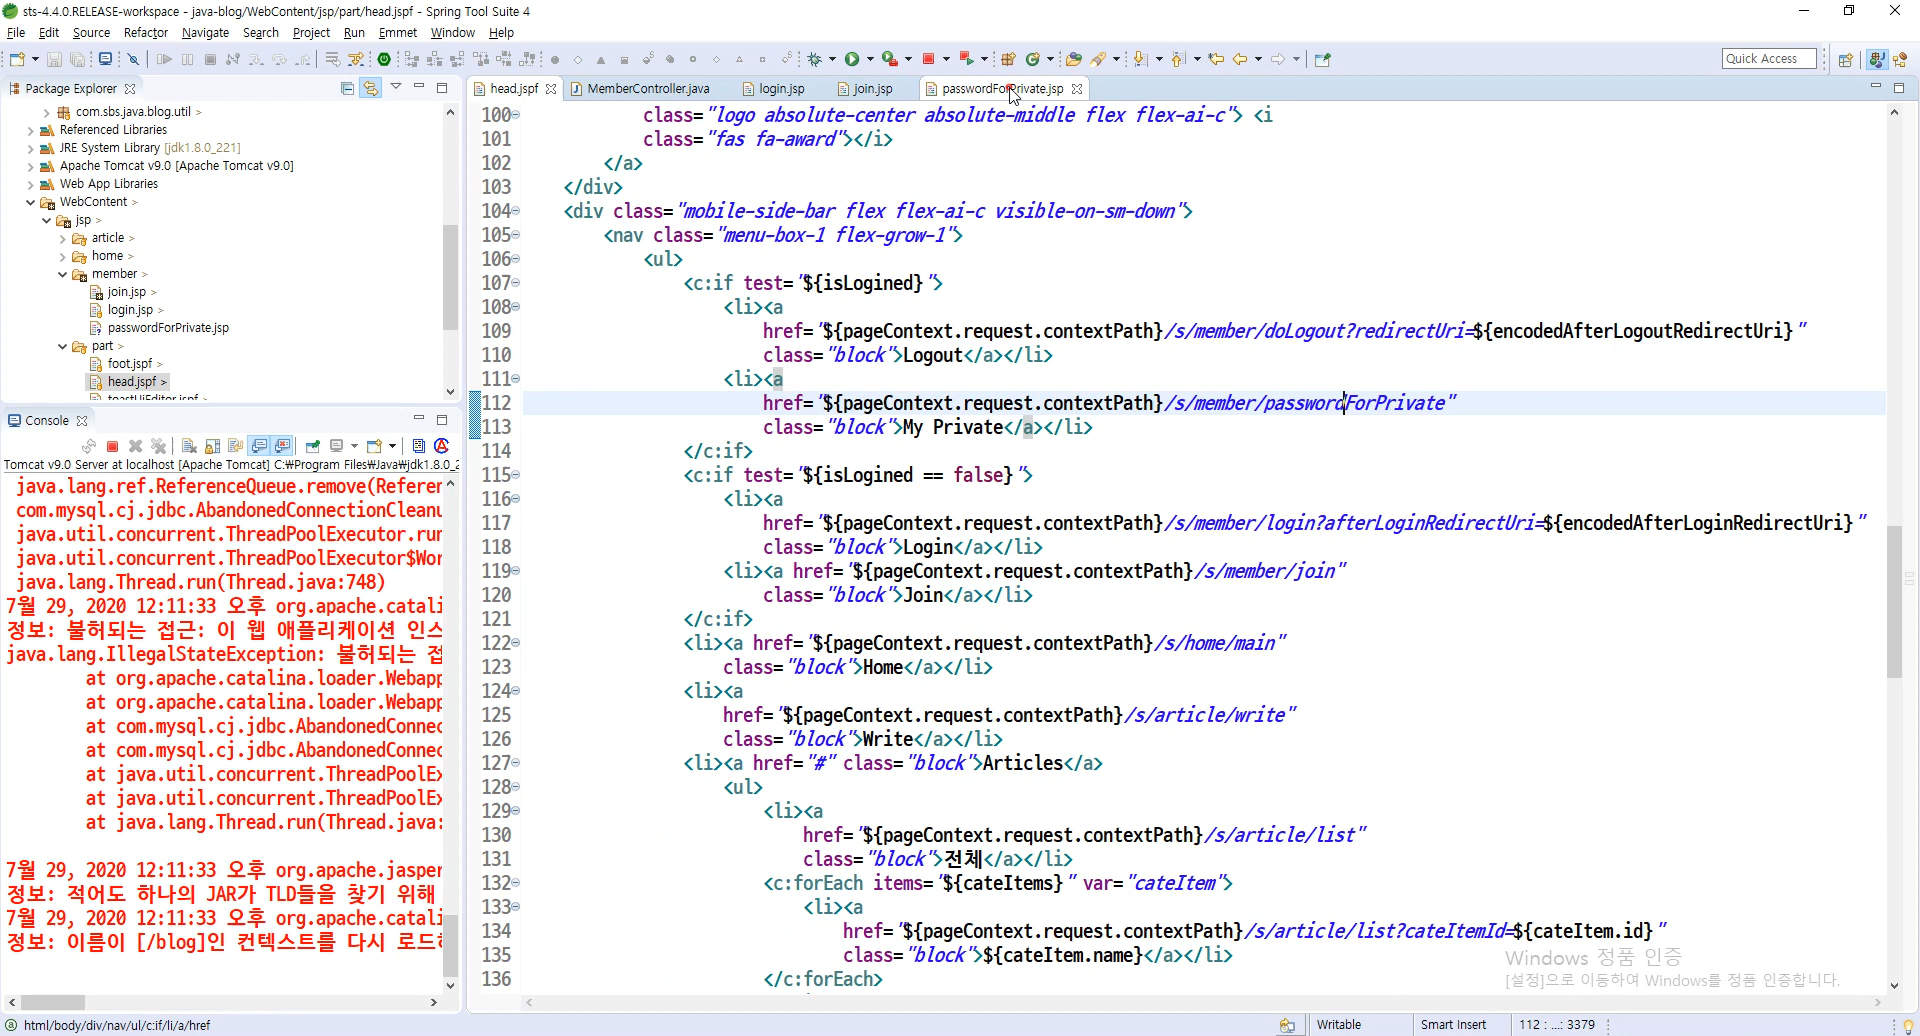 sts-4.4.0.RELEASE-workspace - java-blog/WebContent/jsp/part/head.jspf - Spring Tool Suite 4
File Edit Source Refactor Navigate Search Project Run Emmet Window Help
Quick Access
Package Explorer
com.sbs.java.blog.util >
Referenced Libraries
JRE System Library [jdk1.8.0_221]
Apache Tomcat v9.0 [Apache Tomcat v9.0]
Web App Libraries
WebContent >
jsp >
article >
home >
member >
join.jsp >
login.jsp >
passwordForPrivate.jsp
part >
foot.jspf >
head.jspf >
toastUiEditor.jspf >
Console
Tomcat v9.0 Server at localhost [Apache Tomcat] C:₩Program Files₩Java₩jdk1.8.0_2
java.lang.ref.ReferenceQueue.remove(Referen
com.mysql.cj.jdbc.AbandonedConnectionCleanu
java.util.concurrent.ThreadPoolExecutor.run
java.util.concurrent.ThreadPoolExecutor$Wor
java.lang.Thread.run(Thread.java:748)
7월 29, 2020 12:11:33 오후 org.apache.catali
정보: 불허되는 접근: 이 웹 애플리케이션 인스
java.lang.IllegalStateException: 불허되는 접
at org.apache.catalina.loader.Webapp
at org.apache.catalina.loader.Webapp
at com.mysql.cj.jdbc.AbandonedConnec
at com.mysql.cj.jdbc.AbandonedConnec
at java.util.concurrent.ThreadPoolEx
at java.util.concurrent.ThreadPoolEx
at java.lang.Thread.run(Thread.java:
7월 29, 2020 12:11:33 오후 org.apache.jasper
정보: 적어도 하나의 JAR가 TLD들을 찾기 위해
7월 29, 2020 12:11:33 오후 org.apache.catali
정보: 이름이 [/blog]인 컨텍스트를 다시 로드하
head.jspf MemberController.java login.jsp join.jsp passwordForPrivate.jsp
100 class="logo absolute-center absolute-middle flex flex-ai-c"> <i
101 class="fas fa-award"></i>
102 </a>
103 </div>
104 <div class="mobile-side-bar flex flex-ai-c visible-on-sm-down">
105 <nav class="menu-box-1 flex-grow-1">
106 <ul>
107 <c:if test="${isLogined}">
108 <li><a
109 href="${pageContext.request.contextPath}/s/member/doLogout?redirectUri=${encodedAfterLogoutRedirectUri}"
110 class="block">Logout</a></li>
111 <li><a
112 href="${pageContext.request.contextPath}/s/member/passwordForPrivate"
113 class="block">My Private</a></li>
114 </c:if>
115 <c:if test="${isLogined == false}">
116 <li><a
117 href="${pageContext.request.contextPath}/s/member/login?afterLoginRedirectUri=${encodedAfterLoginRedirectUri}"
118 class="block">Login</a></li>
119 <li><a href="${pageContext.request.contextPath}/s/member/join"
120 class="block">Join</a></li>
121 </c:if>
122 <li><a href="${pageContext.request.contextPath}/s/home/main"
123 class="block">Home</a></li>
124 <li><a
125 href="${pageContext.request.contextPath}/s/article/write"
126 class="block">Write</a></li>
127 <li><a href="#" class="block">Articles</a>
128 <ul>
129 <li><a
130 href="${pageContext.request.contextPath}/s/article/list"
131 class="block">전체</a></li>
132 <c:forEach items="${cateItems}" var="cateItem">
133 <li><a
134 href="${pageContext.request.contextPath}/s/article/list?cateItemId=${cateItem.id}"
135 class="block">${cateItem.name}</a></li>
136 </c:forEach>
Windows 정품 인증
[설정]으로 이동하여 Windows를 정품 인증합니다.
html/body/div/nav/ul/c:if/li/a/href
Writable
Smart Insert
112 : ...: 3379